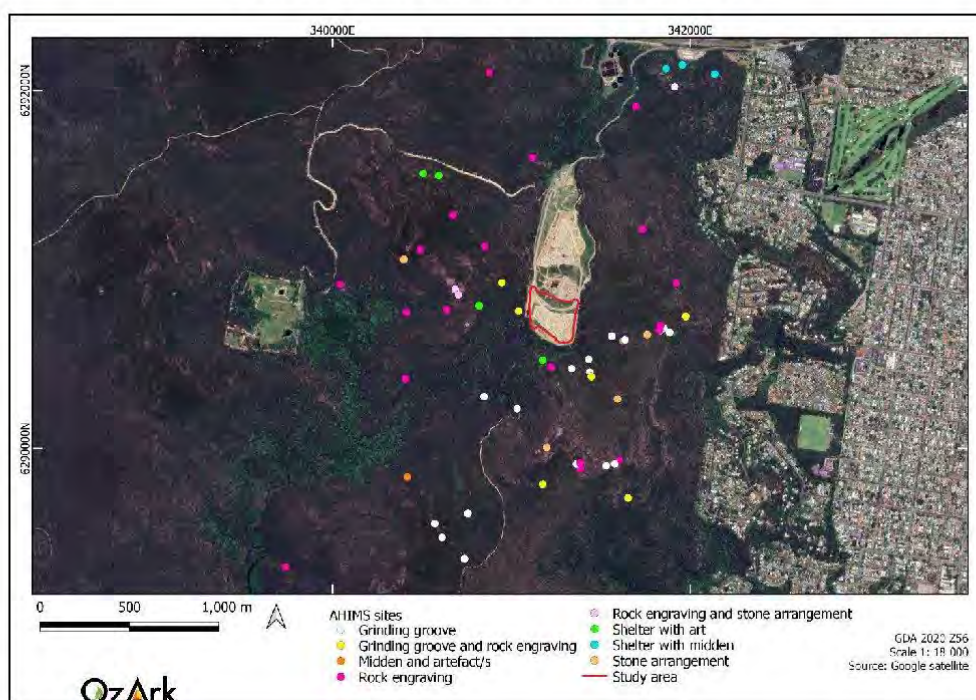 340000E 342000E
6292000N
6290000N
0 500 1,000 m
AHIMS sites
Grinding groove
Grinding groove and rock engraving
Midden and artefact/s
Rock engraving
Rock engraving and stone arrangement
Shelter with art
Shelter with midden
Stone arrangement
Study area
GDA 2020 Z56
Scale 1: 18 000
Source: Google satellite
OzArk